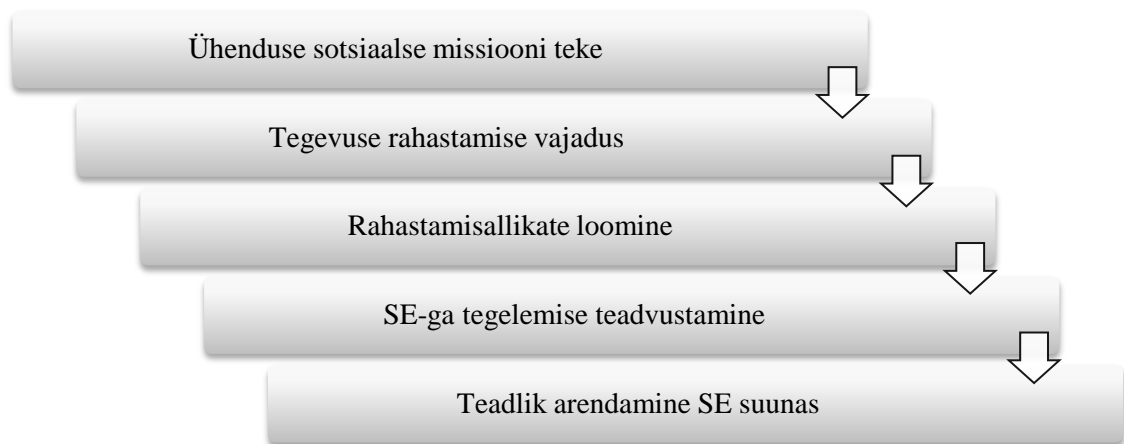 Ühenduse sotsiaalse missiooni teke
Tegevuse rahastamise vajadus
Rahastamisallikate loomine
SE-ga tegelemise teadvustamine
Teadlik arendamine SE suunas